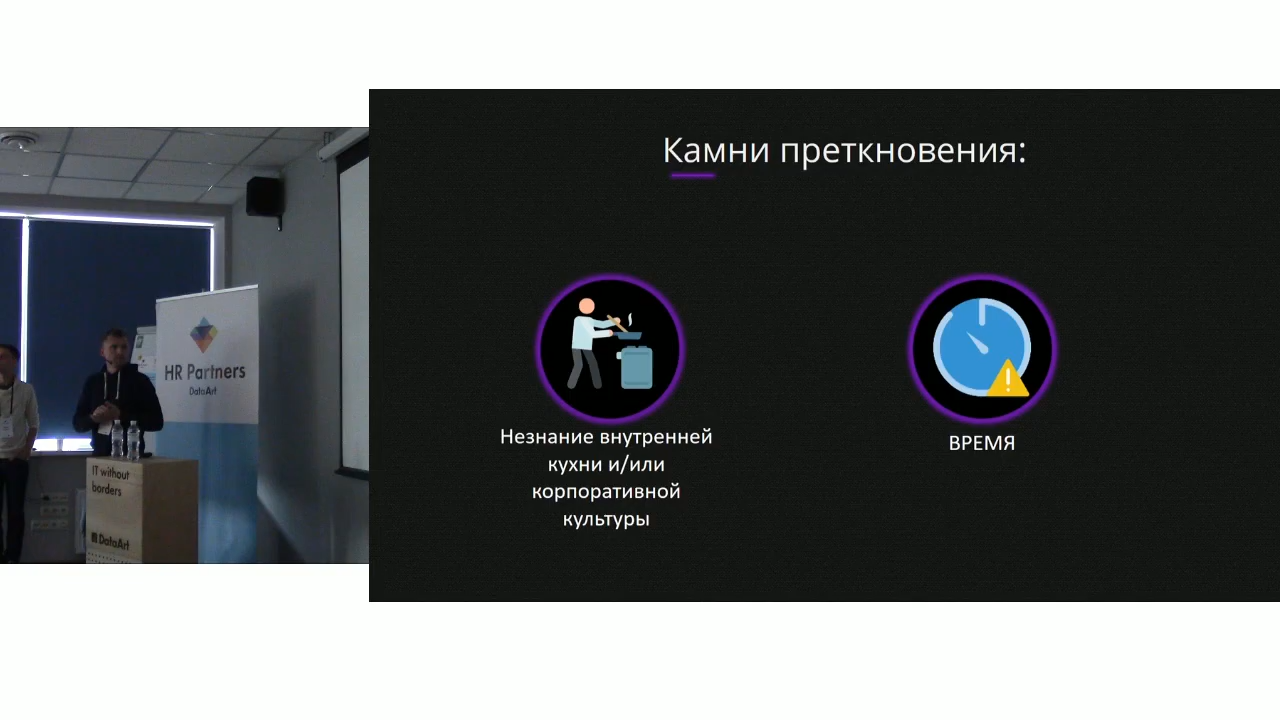 Камни преткновения:
Незнание внутренней
кухни и/или
корпоративной
культуры
ВРЕМЯ
HR Partners
DataArt
IT without
borders
DataArt